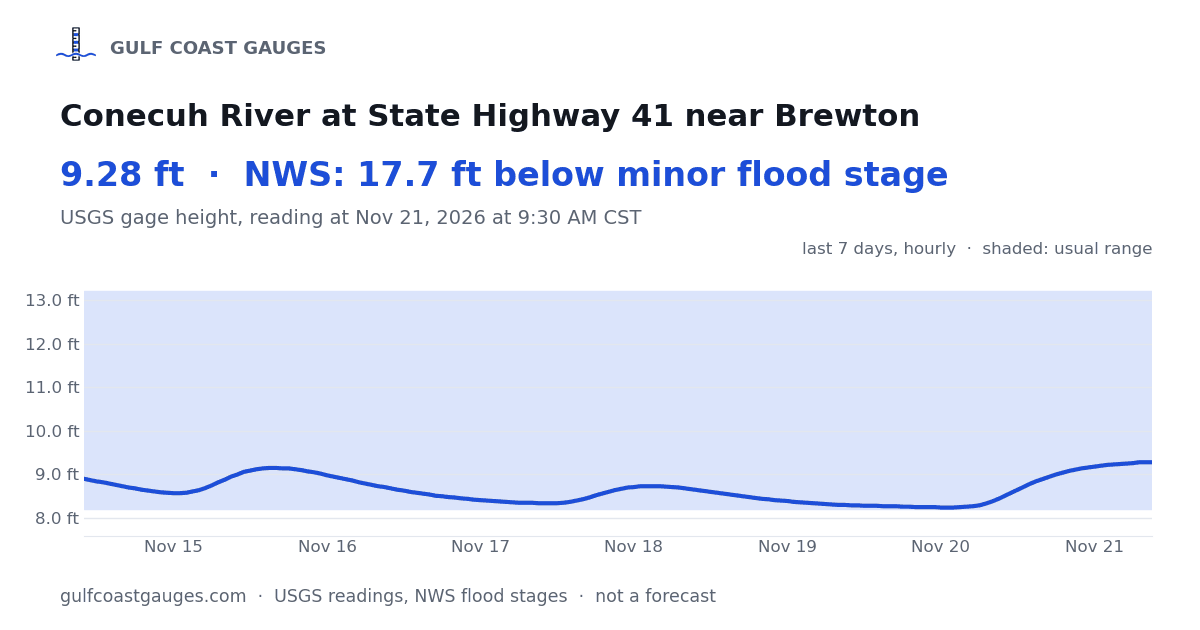 GULF COAST GAUGES
Conecuh River at State Highway 41 near Brewton
9.28 ft · NWS: 17.7 ft below minor flood stage
USGS gage height, reading at Nov 21, 2026 at 9:30 AM CST
last 7 days, hourly · shaded: usual range
13.0 ft
12.0 ft
11.0 ft
10.0 ft
9.0 ft
8.0 ft
Nov 15 Nov 16 Nov 17 Nov 18 Nov 19 Nov 20 Nov 21
gulfcoastgauges.com · USGS readings, NWS flood stages · not a forecast